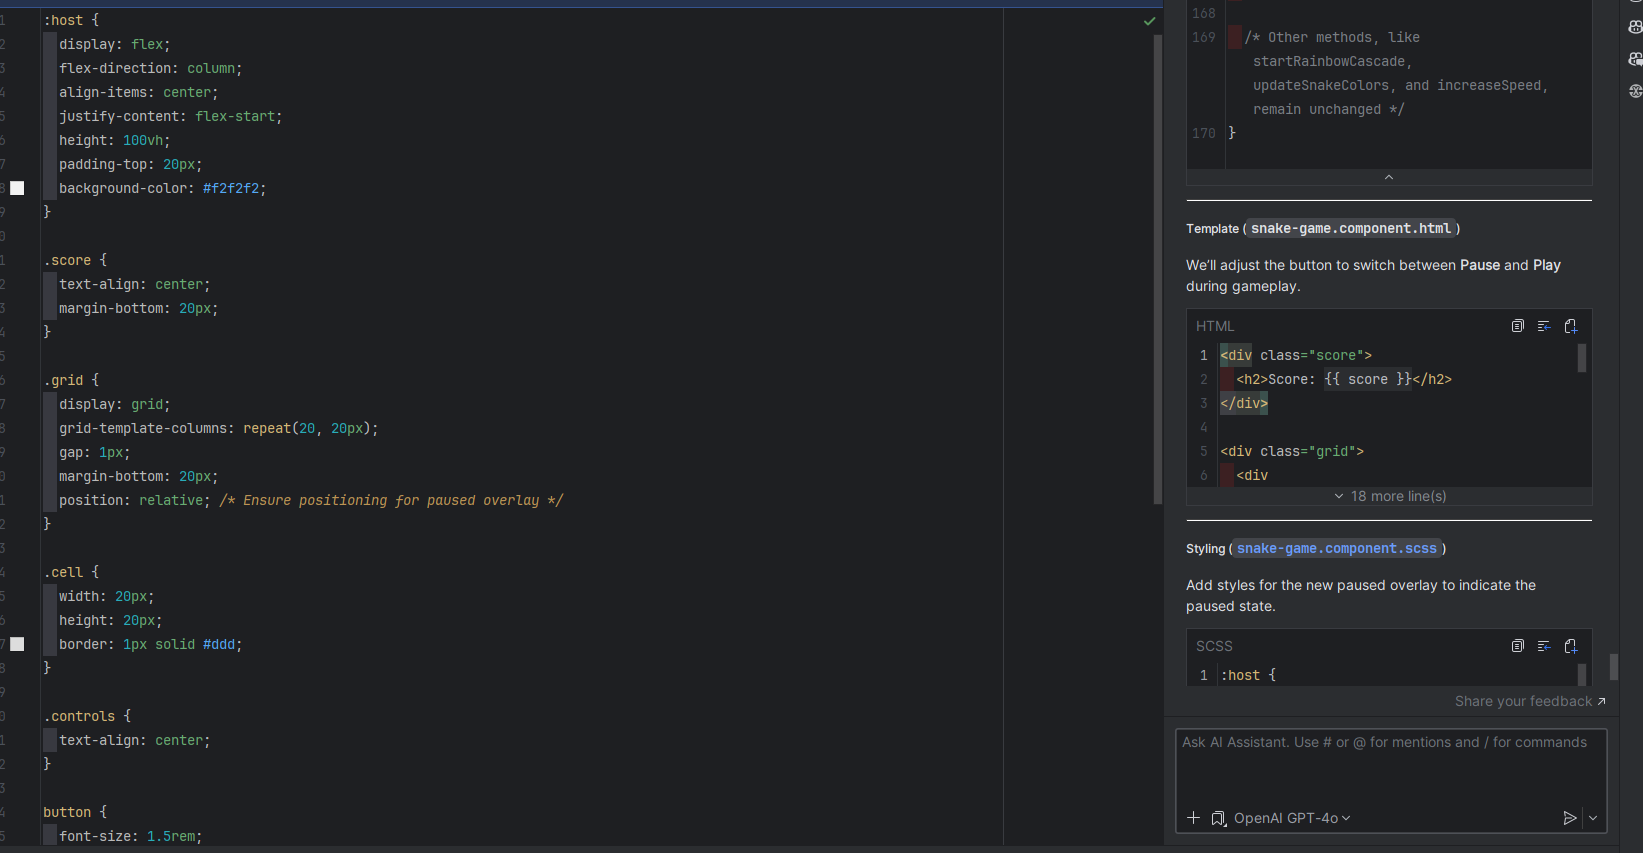 1 :host {
2 display: flex;
3 flex-direction: column;
4 align-items: center;
5 justify-content: flex-start;
6 height: 100vh;
7 padding-top: 20px;
8 background-color: #f2f2f2;
9 }
0
1 .score {
2 text-align: center;
3 margin-bottom: 20px;
4 }
5
6 .grid {
7 display: grid;
8 grid-template-columns: repeat(20, 20px);
9 gap: 1px;
0 margin-bottom: 20px;
1 position: relative; /* Ensure positioning for paused overlay */
2 }
3
4 .cell {
5 width: 20px;
6 height: 20px;
7 border: 1px solid #ddd;
8 }
9
0 .controls {
1 text-align: center;
2 }
3
4 button {
5 font-size: 1.5rem;
168
169 /* Other methods, like
startRainbowCascade,
updateSnakeColors, and increaseSpeed,
remain unchanged */
170 }
Template (snake-game.component.html)
We'll adjust the button to switch between Pause and Play
during gameplay.
HTML
1 <div class="score">
2 <h2>Score: {{ score }}</h2>
3 </div>
4
5 <div class="grid">
6 <div
18 more line(s)
Styling (snake-game.component.scss)
Add styles for the new paused overlay to indicate the
paused state.
SCSS
1 :host {
Share your feedback
Ask AI Assistant. Use # or @ for mentions and / for commands
OpenAI GPT-4o